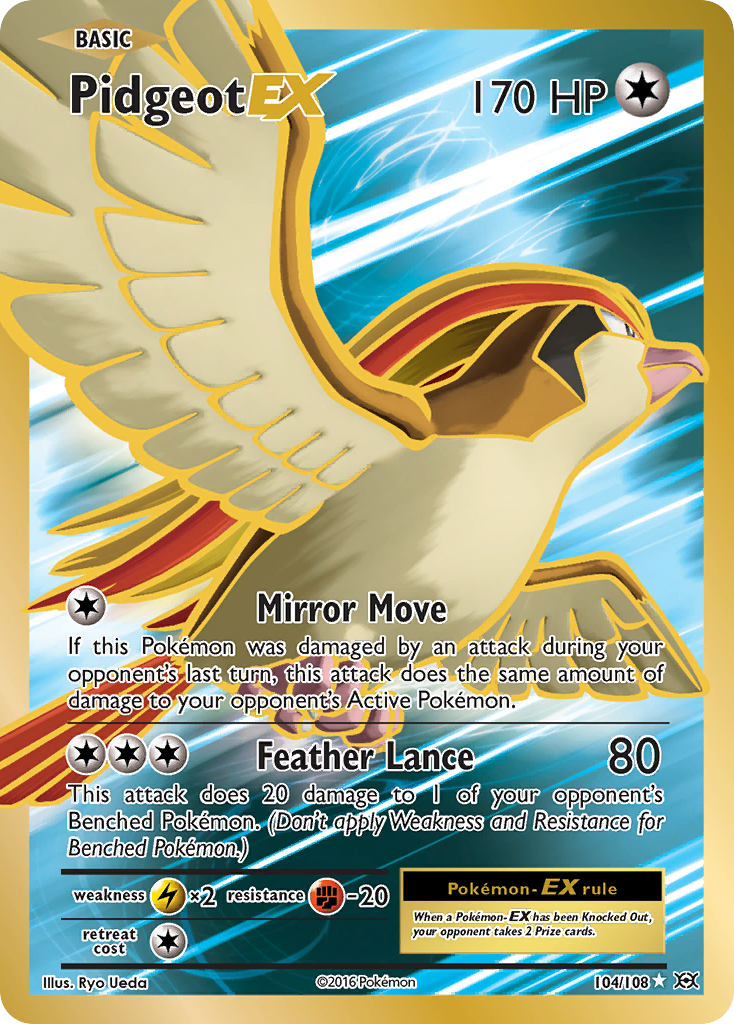 BASIC
PidgeotEX 170 HP
Mirror Move
If this Pokémon was damaged by an attack during your
opponent's last turn, this attack does the same amount of
damage to your opponent's Active Pokémon.
Feather Lance 80
This attack does 20 damage to 1 of your opponent's
Benched Pokémon. (Don't apply Weakness and Resistance for
Benched Pokémon.)
weakness ×2 resistance -20
retreat
cost
Pokémon-EX rule
When a Pokémon-EX has been Knocked Out,
your opponent takes 2 Prize cards.
Illus. Ryo Ueda ©2016 Pokémon 104/108